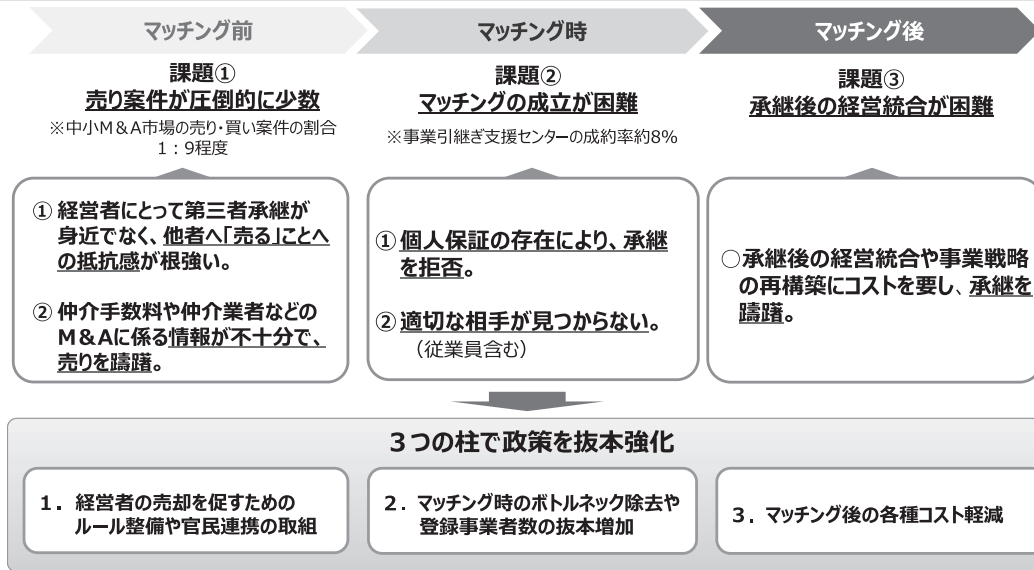 マッチング前
マッチング時
マッチング後
課題①
売り案件が圧倒的に少数
※中小M＆A市場の売り・買い案件の割合
1：9程度
課題②
マッチングの成立が困難
※事業引継ぎ支援センターの成約率約8%
課題③
承継後の経営統合が困難
① 経営者にとって第三者承継が
身近でなく、他者へ「売る」ことへ
の抵抗感が根強い。
② 仲介手数料や仲介業者などの
M＆Aに係る情報が不十分で、
売りを躊躇。
① 個人保証の存在により、承継
を拒否。
② 適切な相手が見つからない。
（従業員含む）
○承継後の経営統合や事業戦略
の再構築にコストを要し、承継を
躊躇。
３つの柱で政策を抜本強化
1．経営者の売却を促すための
ルール整備や官民連携の取組
2．マッチング時のボトルネック除去や
登録事業者数の抜本増加
3．マッチング後の各種コスト軽減